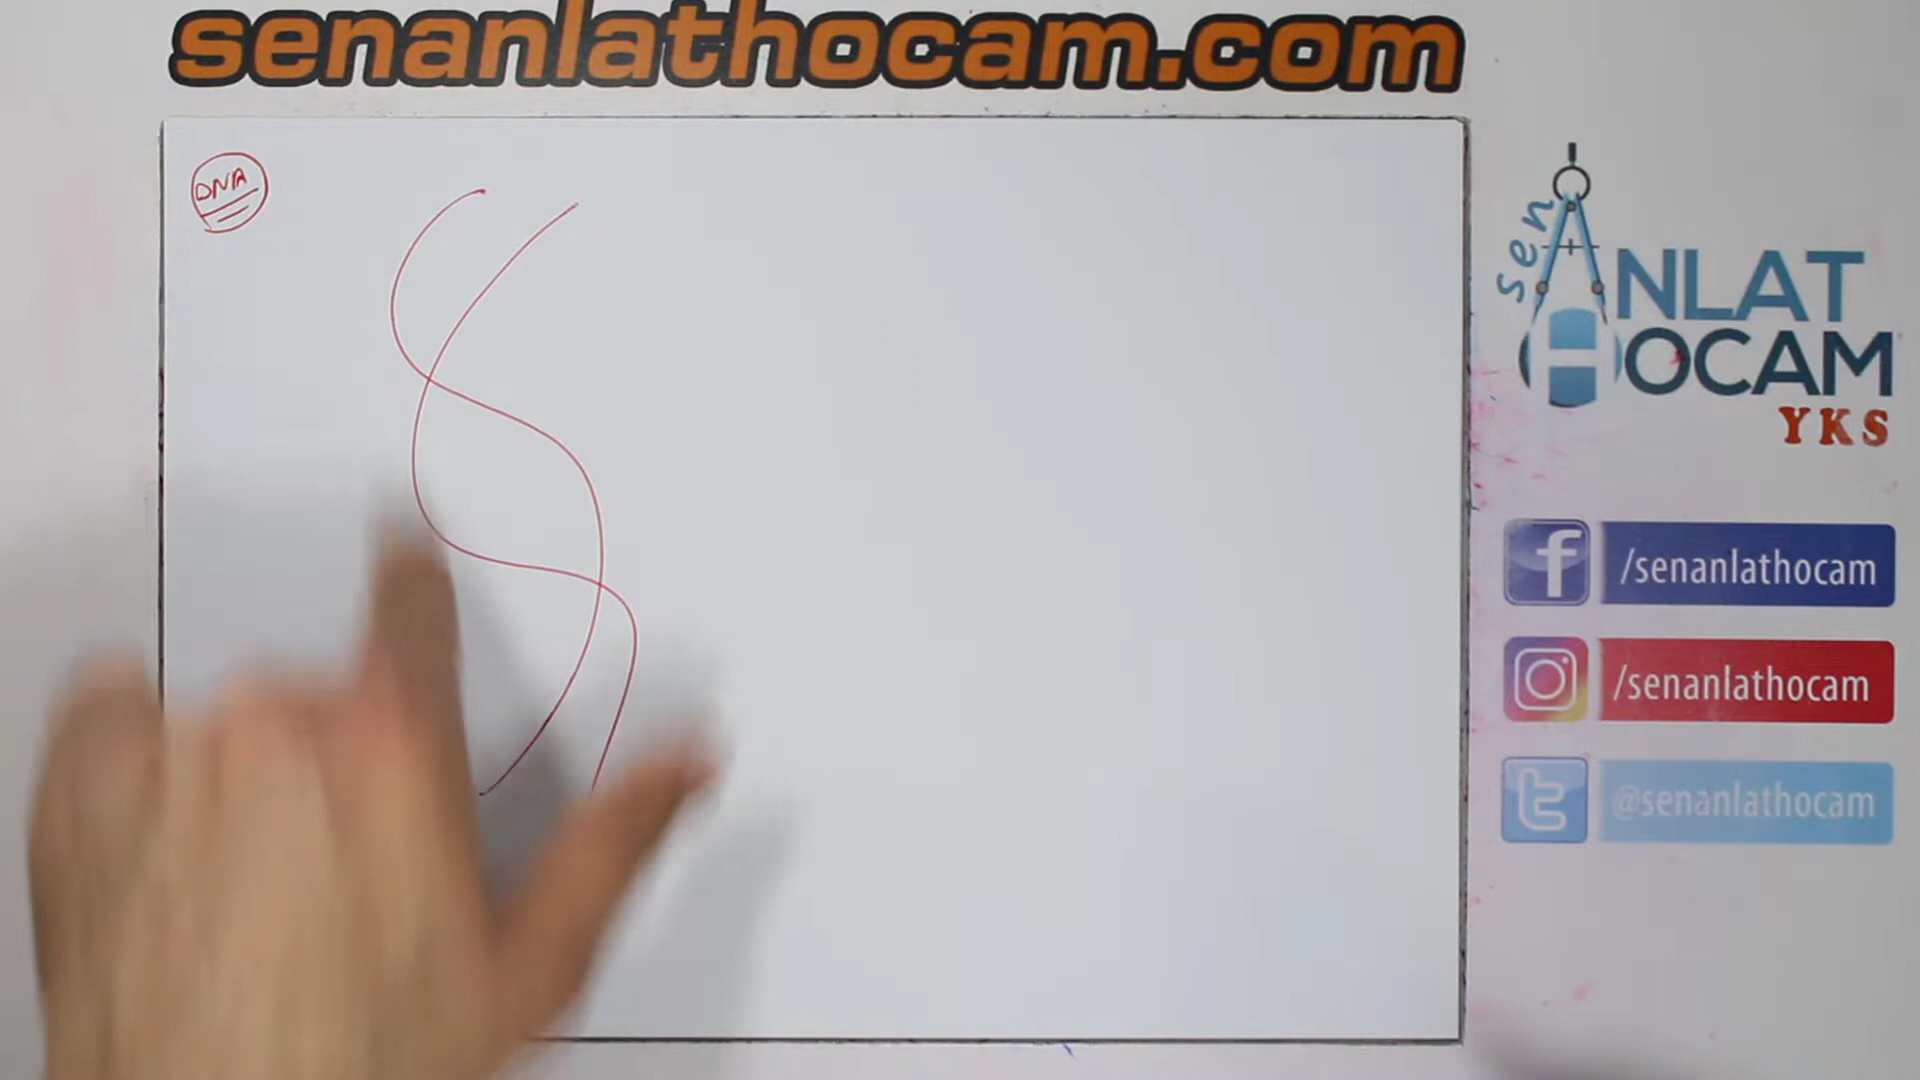 senanlathocam.com
DNA
sen
ANLAT
HOCAM
YKS
f /senanlathocam
/senanlathocam
t @senanlathocam